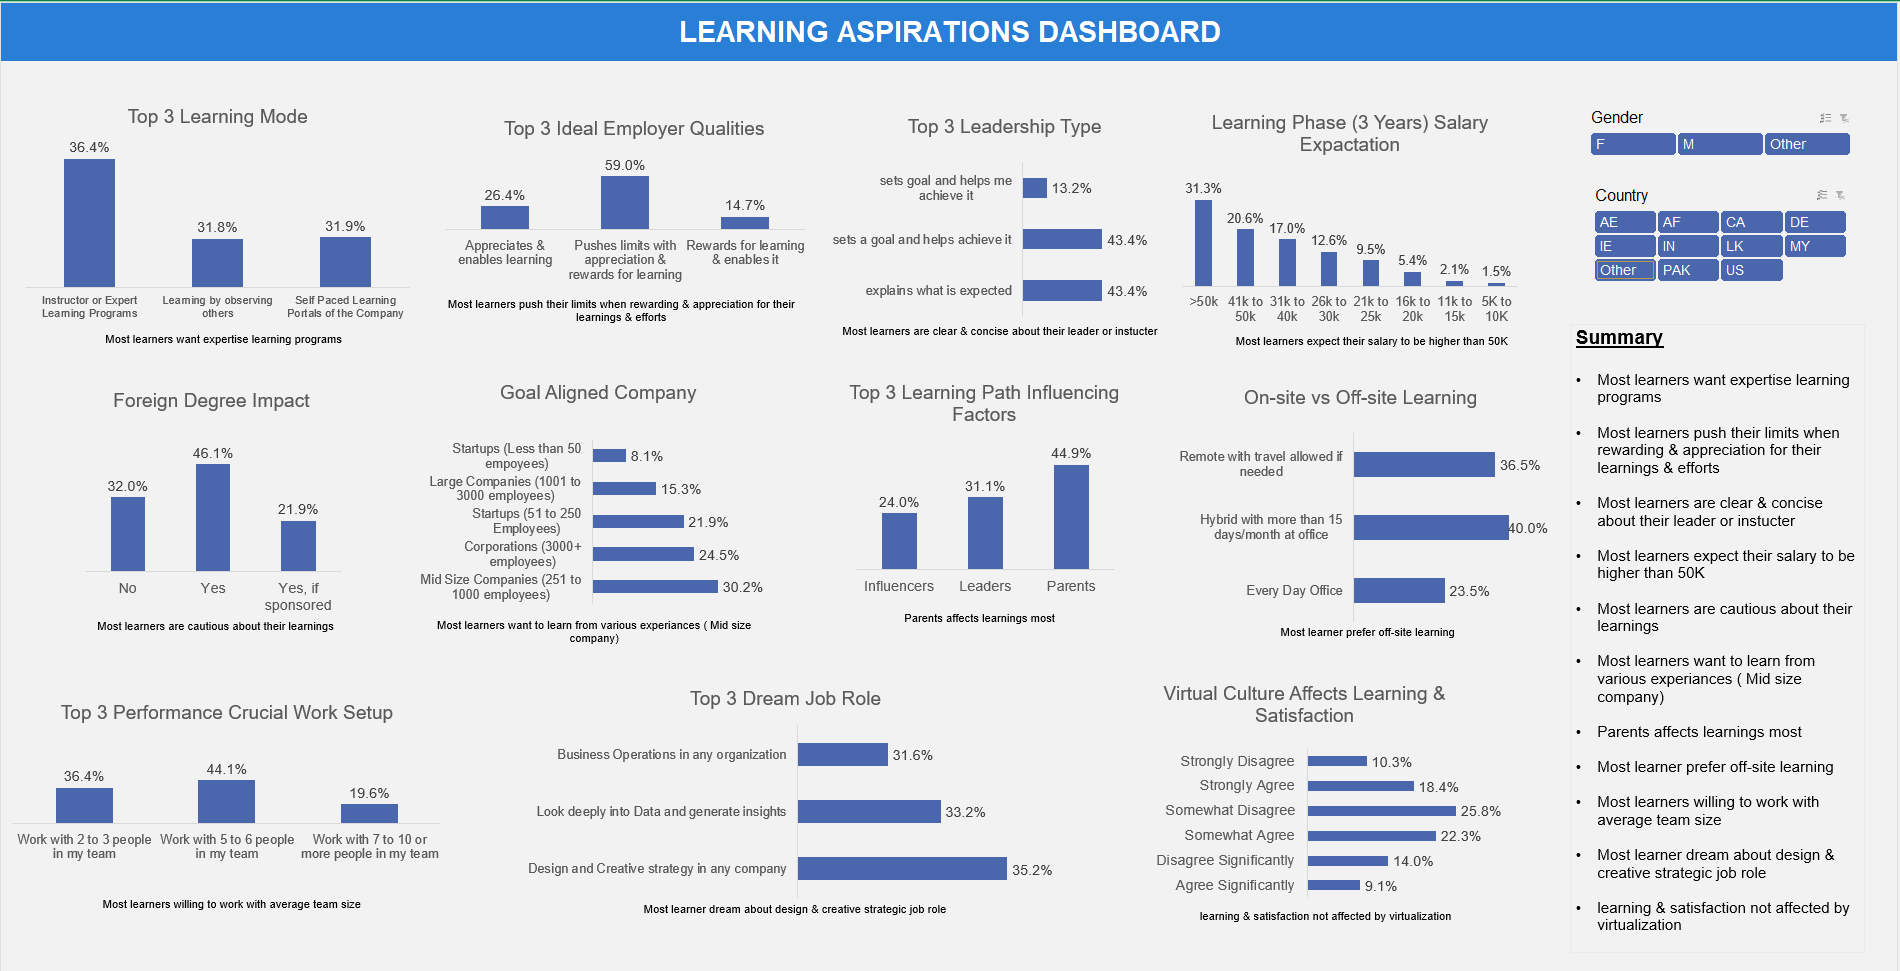 LEARNING ASPIRATIONS DASHBOARD
Top 3 Learning Mode
36.4%
31.8%
31.9%
Instructor or Expert
Learning Programs
Learning by observing
others
Self Paced Learning
Portals of the Company
Most learners want expertise learning programs
Top 3 Ideal Employer Qualities
26.4%
59.0%
14.7%
Appreciates &
enables learning
Pushes limits with
appreciation &
rewards for learning
Rewards for learning
& enables it
Most learners push their limits when rewarding & appreciation for their
learnings & efforts
Top 3 Leadership Type
sets goal and helps me
achieve it
13.2%
sets a goal and helps achieve it
43.4%
explains what is expected
43.4%
Most learners are clear & concise about their leader or instucter
Learning Phase (3 Years) Salary
Expactation
31.3%
20.6%
17.0%
12.6%
9.5%
5.4%
2.1%
1.5%
>50k
41k to
50k
31k to
40k
26k to
30k
21k to
25k
16k to
20k
11k to
15k
5K to
10K
Most learners expect their salary to be higher than 50K
Gender
F
M
Other
Country
AE
AF
CA
DE
IE
IN
LK
MY
Other
PAK
US
Foreign Degree Impact
32.0%
46.1%
21.9%
No
Yes
Yes, if
sponsored
Most learners are cautious about their learnings
Goal Aligned Company
Startups (Less than 50
empoyees)
8.1%
Large Companies (1001 to
3000 employees)
15.3%
Startups (51 to 250
Employees)
21.9%
Corporations (3000+
employees)
24.5%
Mid Size Companies (251 to
1000 employees)
30.2%
Most learners want to learn from various experiances ( Mid size
company)
Top 3 Learning Path Influencing
Factors
24.0%
31.1%
44.9%
Influencers
Leaders
Parents
Parents affects learnings most
On-site vs Off-site Learning
Remote with travel allowed if
needed
36.5%
Hybrid with more than 15
days/month at office
40.0%
Every Day Office
23.5%
Most learner prefer off-site learning
Top 3 Performance Crucial Work Setup
36.4%
44.1%
19.6%
Work with 2 to 3 people
in my team
Work with 5 to 6 people
in my team
Work with 7 to 10 or
more people in my team
Most learners willing to work with average team size
Top 3 Dream Job Role
Business Operations in any organization
31.6%
Look deeply into Data and generate insights
33.2%
Design and Creative strategy in any company
35.2%
Most learner dream about design & creative strategic job role
Virtual Culture Affects Learning &
Satisfaction
Strongly Disagree
10.3%
Strongly Agree
18.4%
Somewhat Disagree
25.8%
Somewhat Agree
22.3%
Disagree Significantly
14.0%
Agree Significantly
9.1%
learning & satisfaction not affected by virtualization
Summary
• Most learners want expertise learning
programs
• Most learners push their limits when
rewarding & appreciation for their
learnings & efforts
• Most learners are clear & concise
about their leader or instucter
• Most learners expect their salary to be
higher than 50K
• Most learners are cautious about their
learnings
• Most learners want to learn from
various experiances ( Mid size
company)
• Parents affects learnings most
• Most learner prefer off-site learning
• Most learners willing to work with
average team size
• Most learner dream about design &
creative strategic job role
• learning & satisfaction not affected by
virtualization